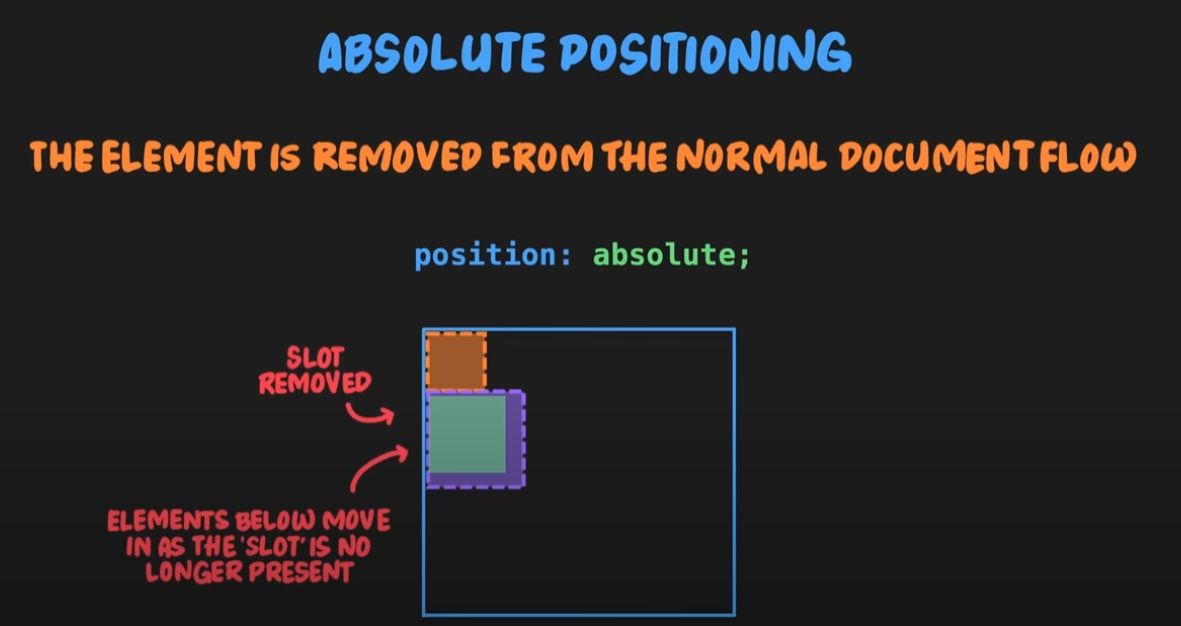 ABSOLUTE POSITIONING
THE ELEMENT IS REMOVED FROM THE NORMAL DOCUMENT FLOW
position: absolute;
SLOT
REMOVED
ELEMENTS BELOW MOVE
IN AS THE 'SLOT' IS NO
LONGER PRESENT